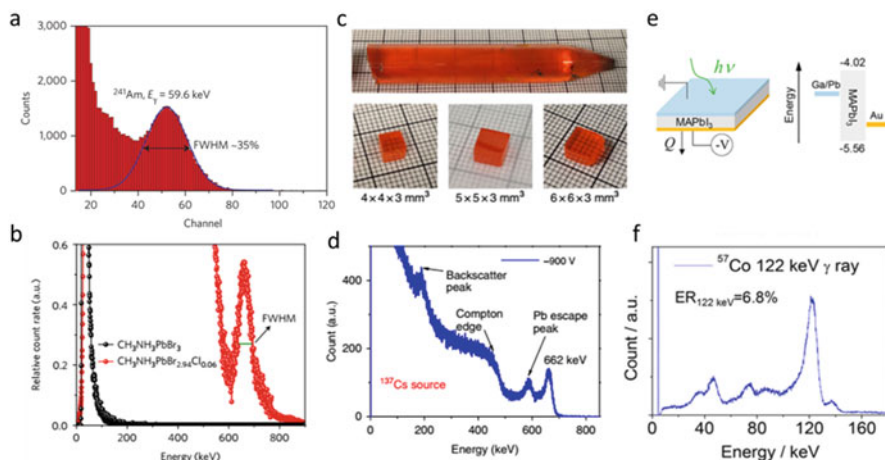 a
3,000
2,000
1,000
0
Counts
²⁴¹Am, Eᵧ = 59.6 keV
FWHM ~35%
20 40 60 80 100 120
Channel
b
0.6
0.4
0.2
0.0
Relative count rate (a.u.)
FWHM
CH₃NH₃PbBr₃
CH₃NH₃PbBr₂.₉₄Cl₀.₀₆
0 200 400 600 800
Energy (keV)
c
4×4×3 mm³ 5×5×3 mm³ 6×6×3 mm³
d
400
200
0
Count (a.u.)
−900 V
Backscatter
peak
Compton
edge
Pb escape
peak
662 keV
¹³⁷Cs source
0 200 400 600 800
Energy (keV)
e
hν
MAPbI₃
Q
-V
Energy
-4.02
Ga/Pb
MAPbI₃
Au
-5.56
f
⁵⁷Co 122 keV γ ray
ER₁₂₂ ₖₑᵥ=6.8%
Count / a.u.
0 40 80 120 160
Energy / keV